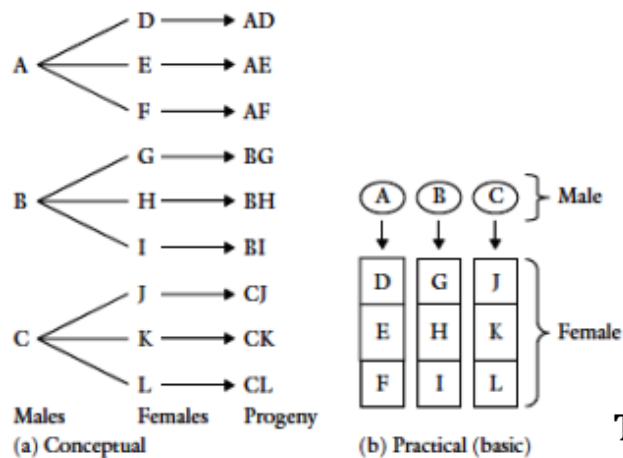 D AD
A E AE
F AF
G BG
B H BH
I BI
J CJ
C K CK
L CL
Males Females Progeny
(a) Conceptual
A B C Male
D G J
E H K Female
F I L
(b) Practical (basic)
T